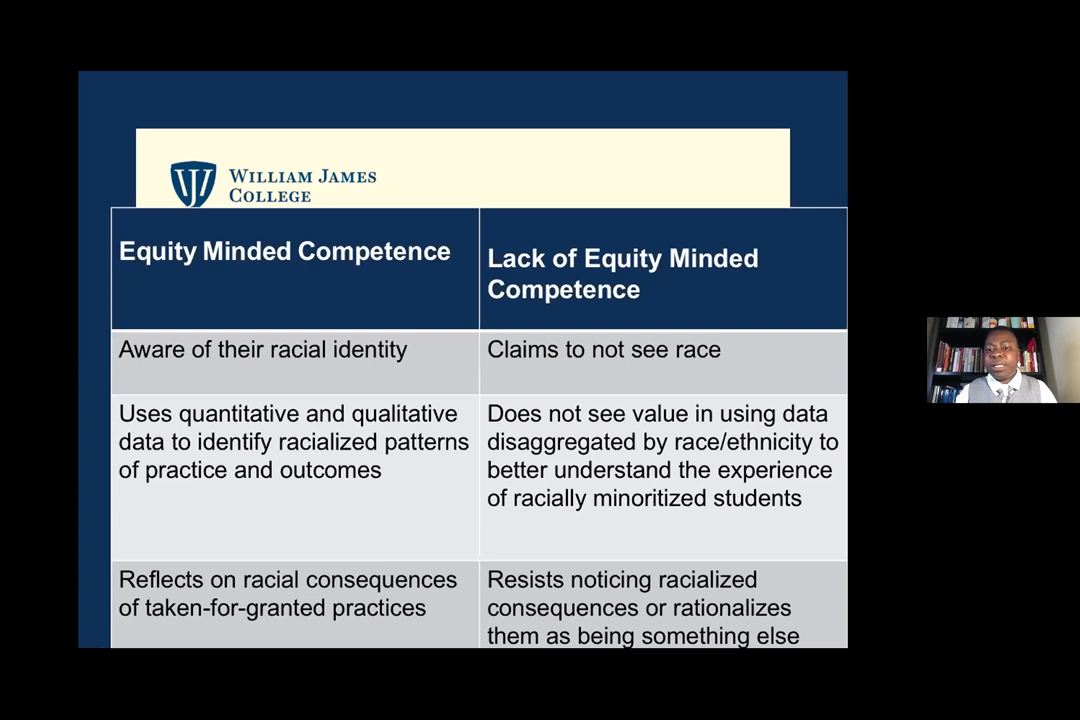 WILLIAM JAMES
COLLEGE
Equity Minded Competence
Lack of Equity Minded
Competence
Aware of their racial identity
Claims to not see race
Uses quantitative and qualitative
data to identify racialized patterns
of practice and outcomes
Does not see value in using data
disaggregated by race/ethnicity to
better understand the experience
of racially minoritized students
Reflects on racial consequences
of taken-for-granted practices
Resists noticing racialized
consequences or rationalizes
them as being something else